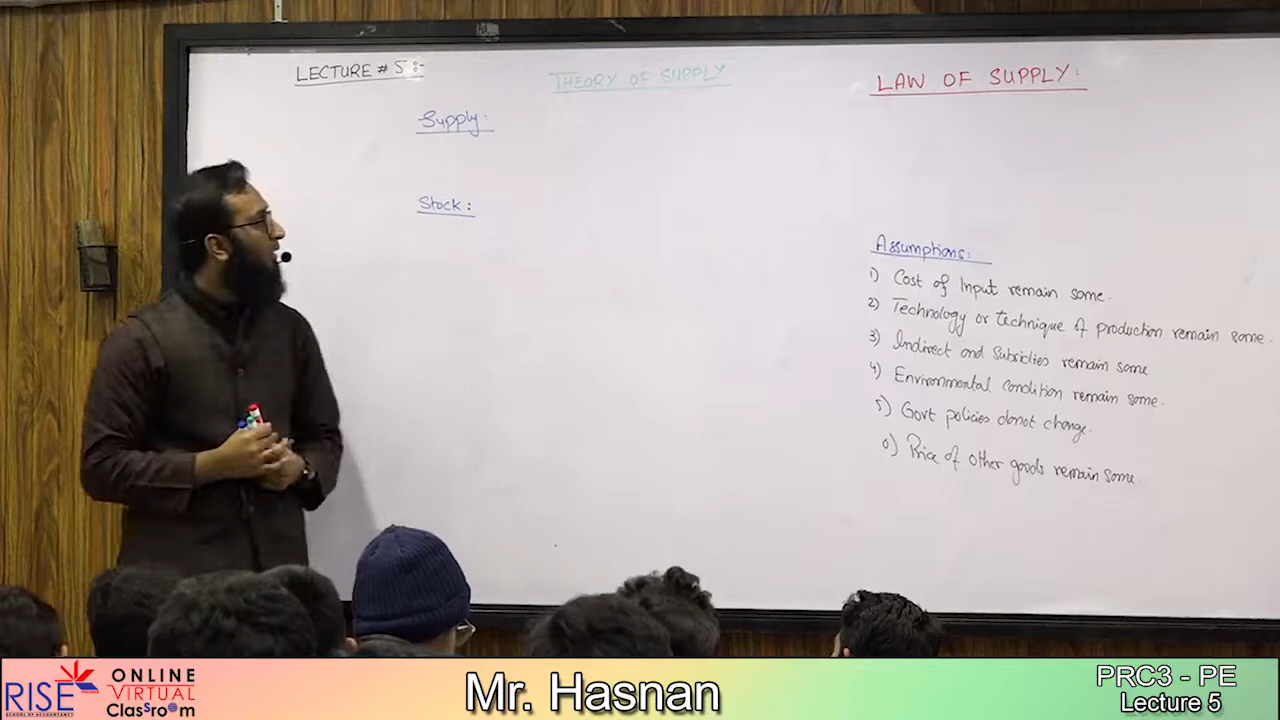 LECTURE # 5 :-
THEORY OF SUPPLY
Supply:
Stock:
LAW OF SUPPLY:
Assumptions:
1) Cost of Input remain same.
2) Technology or technique of production remain same.
3) Indirect and Subsidies remain same
4) Environmental condition remain same.
5) Govt policies donot change.
6) Price of other goods remain same.
RISE
SCHOOL OF ACCOUNTANCY
ONLINE
VIRTUAL
ClasSroom
Mr. Hasnan
PRC3 - PE
Lecture 5